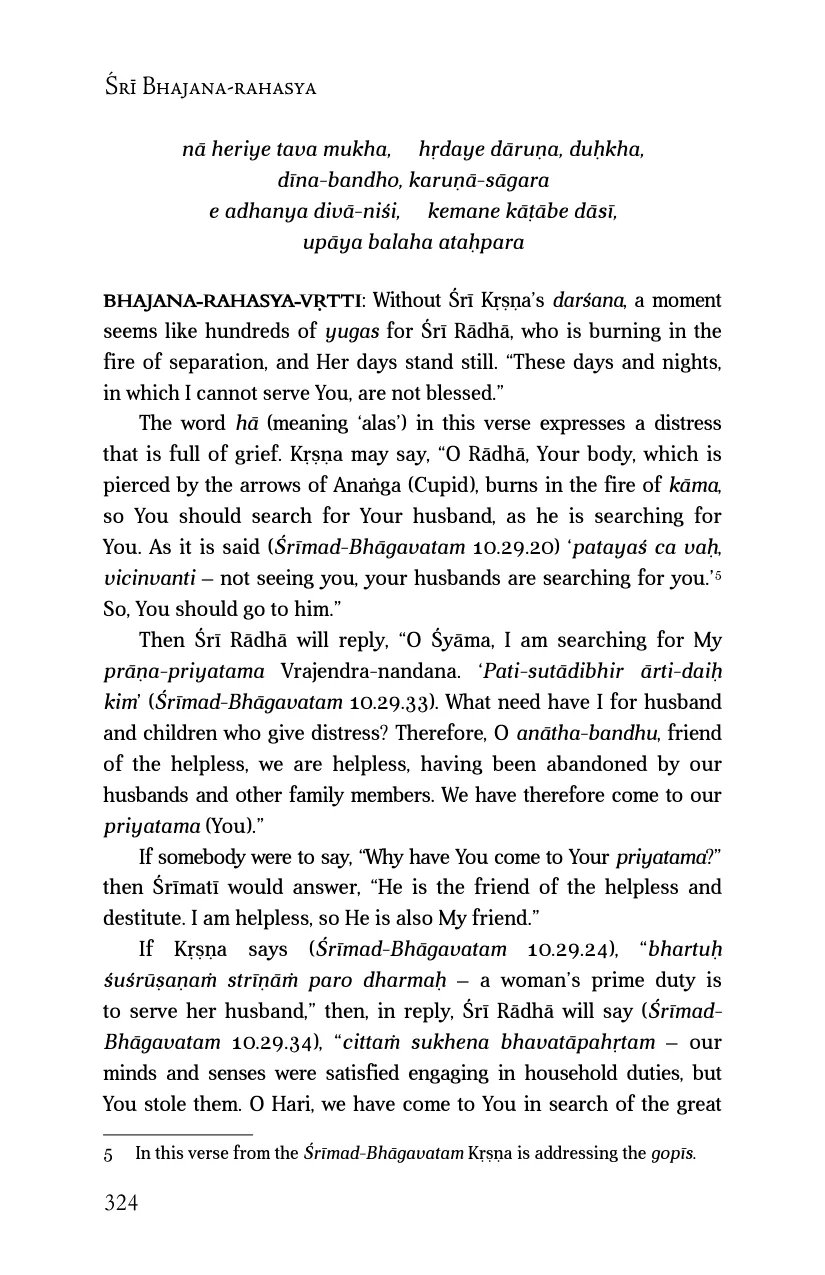 Śrī Bhajana-rahasya
nā heriye tava mukha, hṛdaye dāruṇa, duḥkha,
dīna-bandho, karuṇā-sāgara
e adhanya divā-niśi, kemane kāṭābe dāsī,
upāya balaha ataḥpara
BHAJANA-RAHASYA-VṚTTI: Without Śrī Kṛṣṇa’s darśana, a moment
seems like hundreds of yugas for Śrī Rādhā, who is burning in the
fire of separation, and Her days stand still. “These days and nights,
in which I cannot serve You, are not blessed.”
The word hā (meaning ‘alas’) in this verse expresses a distress
that is full of grief. Kṛṣṇa may say, “O Rādhā, Your body, which is
pierced by the arrows of Anaṅga (Cupid), burns in the fire of kāma,
so You should search for Your husband, as he is searching for
You. As it is said (Śrīmad-Bhāgavatam 10.29.20) ‘patayaś ca vaḥ,
vicinvanti – not seeing you, your husbands are searching for you.’5
So, You should go to him.”
Then Śrī Rādhā will reply, “O Śyāma, I am searching for My
prāṇa-priyatama Vrajendra-nandana. ‘Pati-sutādibhir ārti-daiḥ
kim’ (Śrīmad-Bhāgavatam 10.29.33). What need have I for husband
and children who give distress? Therefore, O anātha-bandhu, friend
of the helpless, we are helpless, having been abandoned by our
husbands and other family members. We have therefore come to our
priyatama (You).”
If somebody were to say, “Why have You come to Your priyatama?”
then Śrīmatī would answer, “He is the friend of the helpless and
destitute. I am helpless, so He is also My friend.”
If Kṛṣṇa says (Śrīmad-Bhāgavatam 10.29.24), “bhartuḥ
śuśrūṣaṇaṁ strīṇāṁ paro dharmaḥ – a woman’s prime duty is
to serve her husband,” then, in reply, Śrī Rādhā will say (Śrīmad-
Bhāgavatam 10.29.34), “cittaṁ sukhena bhavatāpahṛtam – our
minds and senses were satisfied engaging in household duties, but
You stole them. O Hari, we have come to You in search of the great
5 In this verse from the Śrīmad-Bhāgavatam Kṛṣṇa is addressing the gopīs.
324